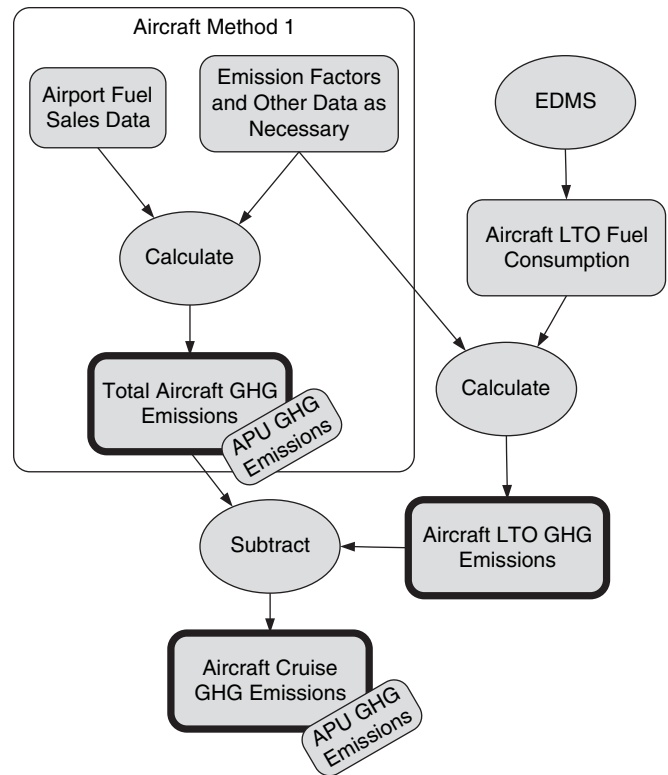 Aircraft Method 1
Airport Fuel
Sales Data
Emission Factors
and Other Data as
Necessary
EDMS
Calculate
Aircraft LTO Fuel
Consumption
Total Aircraft GHG
Emissions
APU GHG
Emissions
Calculate
Subtract
Aircraft LTO GHG
Emissions
Aircraft Cruise
GHG Emissions
APU GHG
Emissions